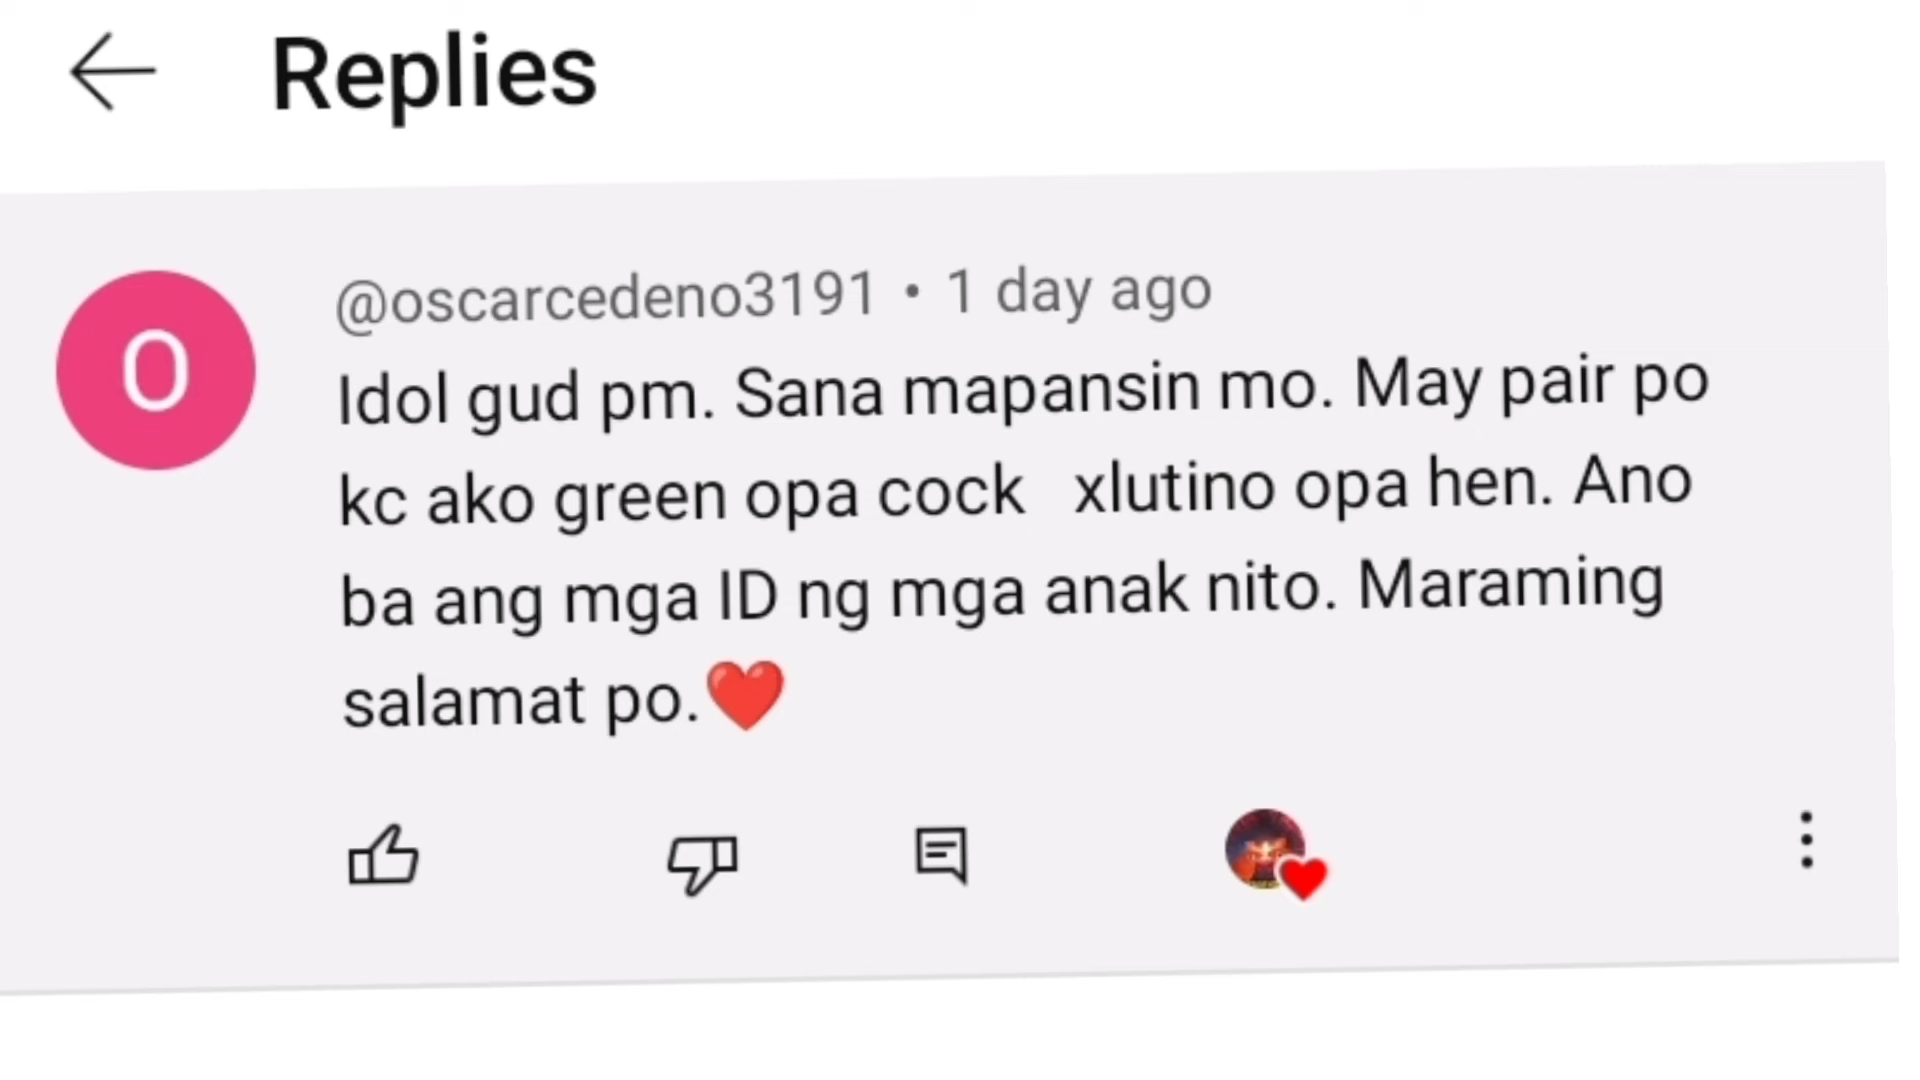 Replies
O
@oscarcedeno3191 • 1 day ago
Idol gud pm. Sana mapansin mo. May pair po
kc ako green opa cock xlutino opa hen. Ano
ba ang mga ID ng mga anak nito. Maraming
salamat po.❤️